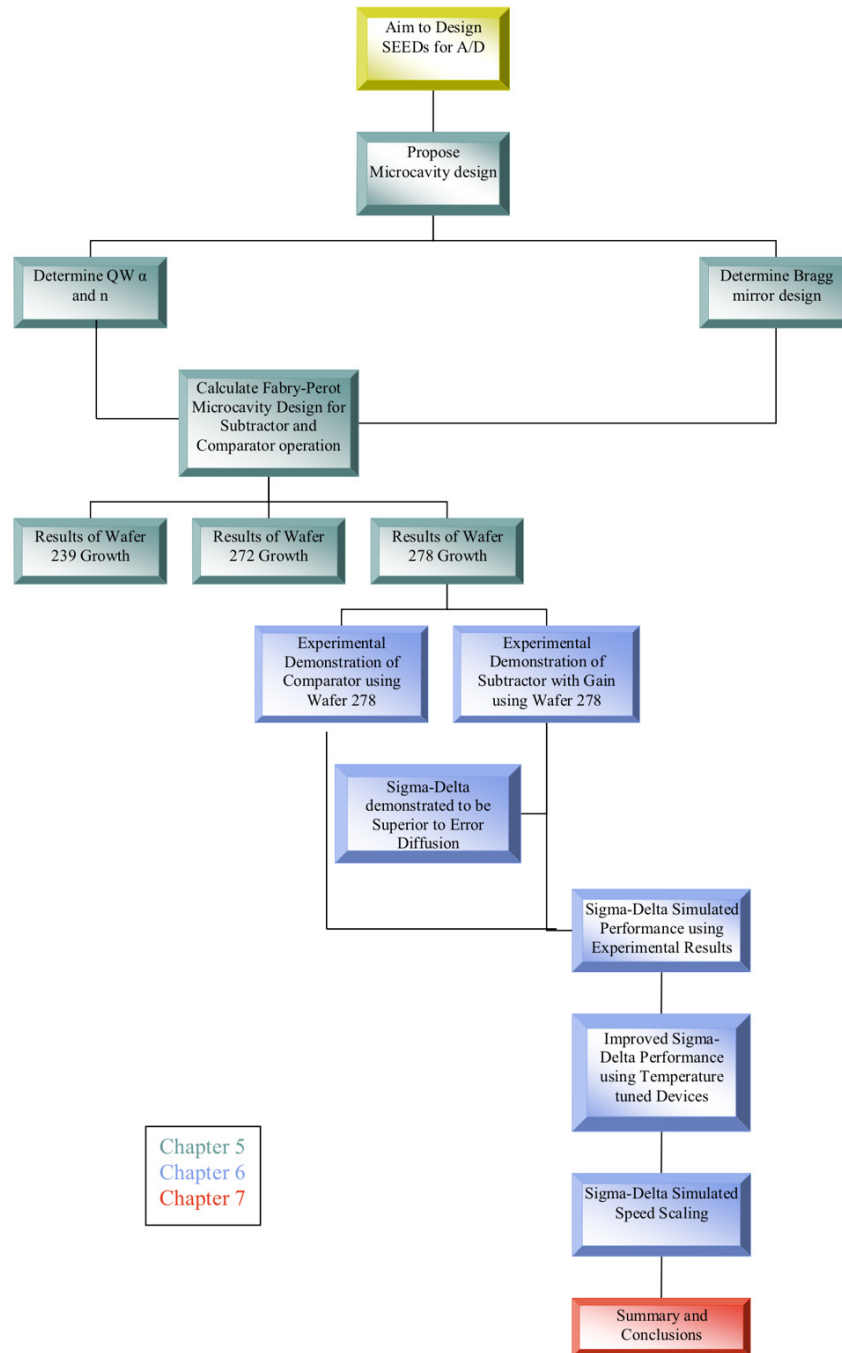 Aim to Design
SEEDs for A/D
Propose
Microcavity design
Determine QW α
and n
Determine Bragg
mirror design
Calculate Fabry-Perot
Microcavity Design for
Subtractor and
Comparator operation
Results of Wafer
239 Growth
Results of Wafer
272 Growth
Results of Wafer
278 Growth
Experimental
Demonstration of
Comparator using
Wafer 278
Experimental
Demonstration of
Subtractor with Gain
using Wafer 278
Sigma-Delta
demonstrated to be
Superior to Error
Diffusion
Sigma-Delta Simulated
Performance using
Experimental Results
Improved Sigma-
Delta Performance
using Temperature
tuned Devices
Chapter 5
Chapter 6
Chapter 7
Sigma-Delta Simulated
Speed Scaling
Summary and
Conclusions